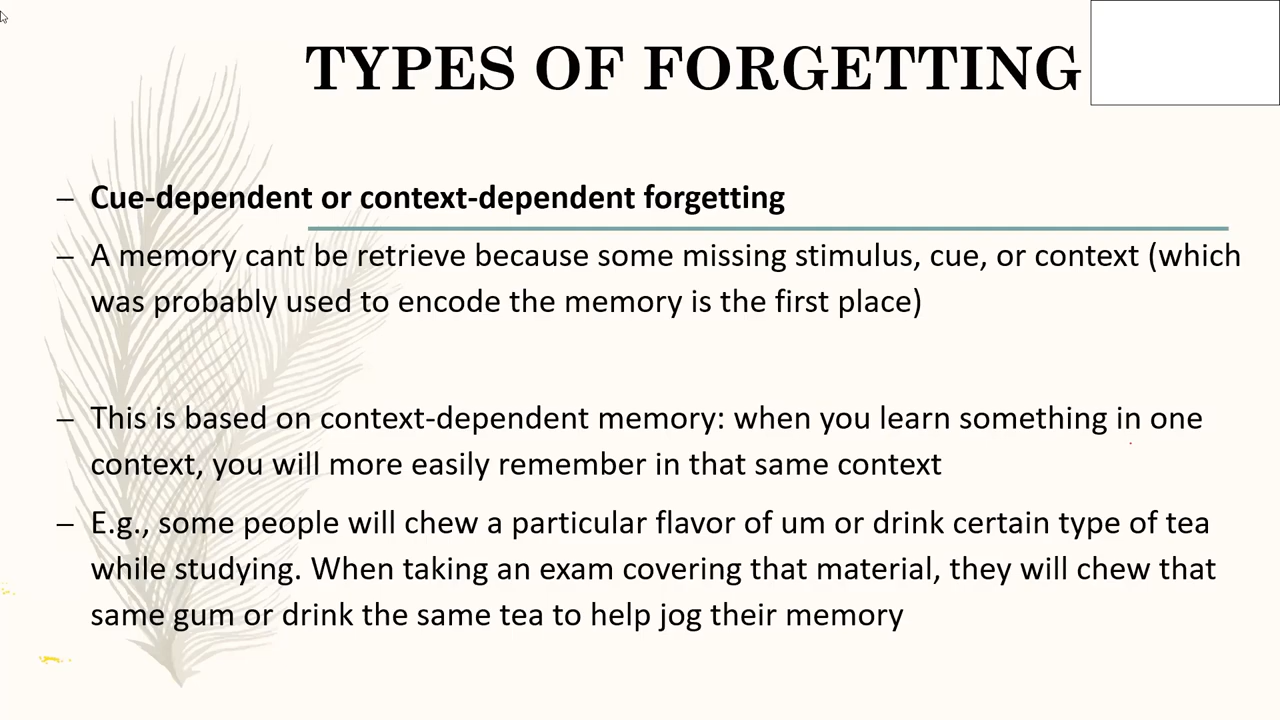 TYPES OF FORGETTING
– Cue-dependent or context-dependent forgetting
– A memory cant be retrieve because some missing stimulus, cue, or context (which
was probably used to encode the memory is the first place)
– This is based on context-dependent memory: when you learn something in one
context, you will more easily remember in that same context
– E.g., some people will chew a particular flavor of um or drink certain type of tea
while studying. When taking an exam covering that material, they will chew that
same gum or drink the same tea to help jog their memory